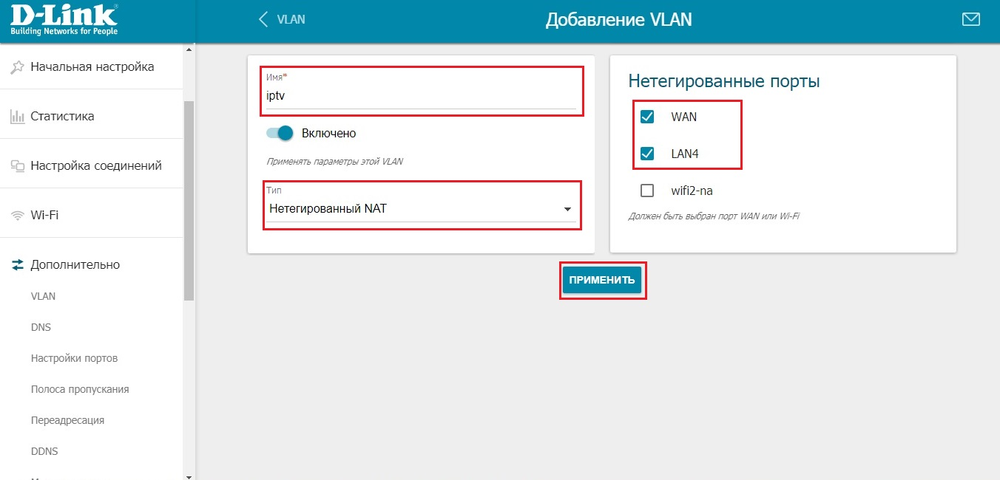 D-Link®
Building Networks for People
VLAN
Добавление VLAN
Начальная настройка
Статистика
Настройка соединений
Wi-Fi
Дополнительно
VLAN
DNS
Настройки портов
Полоса пропускания
Переадресация
DDNS
Имя*
iptv
Включено
Применять параметры этой VLAN
Тип
Нетегированный NAT
Нетегированные порты
WAN
LAN4
wifi2-na
Должен быть выбран порт WAN или Wi-Fi
ПРИМЕНИТЬ